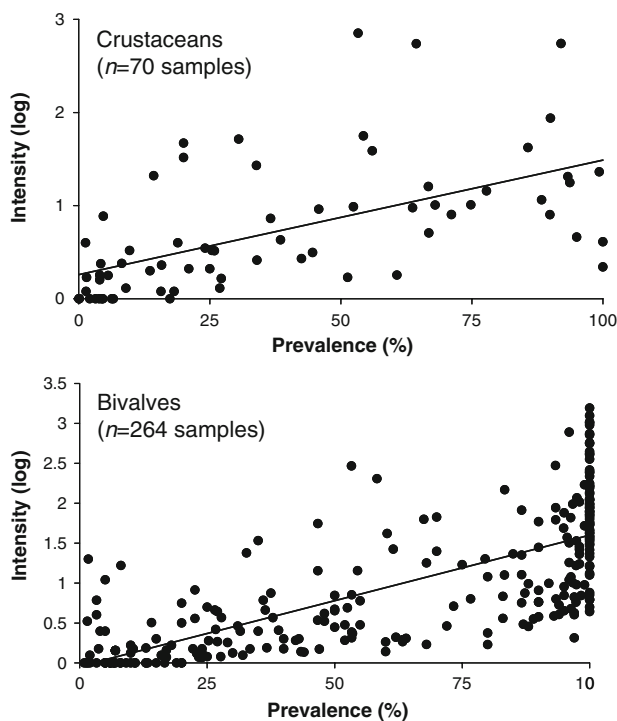 Crustaceans
(n=70 samples)
3
2
1
0
Intensity (log)
0
25
50
75
100
Prevalence (%)
Bivalves
(n=264 samples)
3.5
3
2.5
2
1.5
1
0.5
0
Intensity (log)
0
25
50
75
100
Prevalence (%)